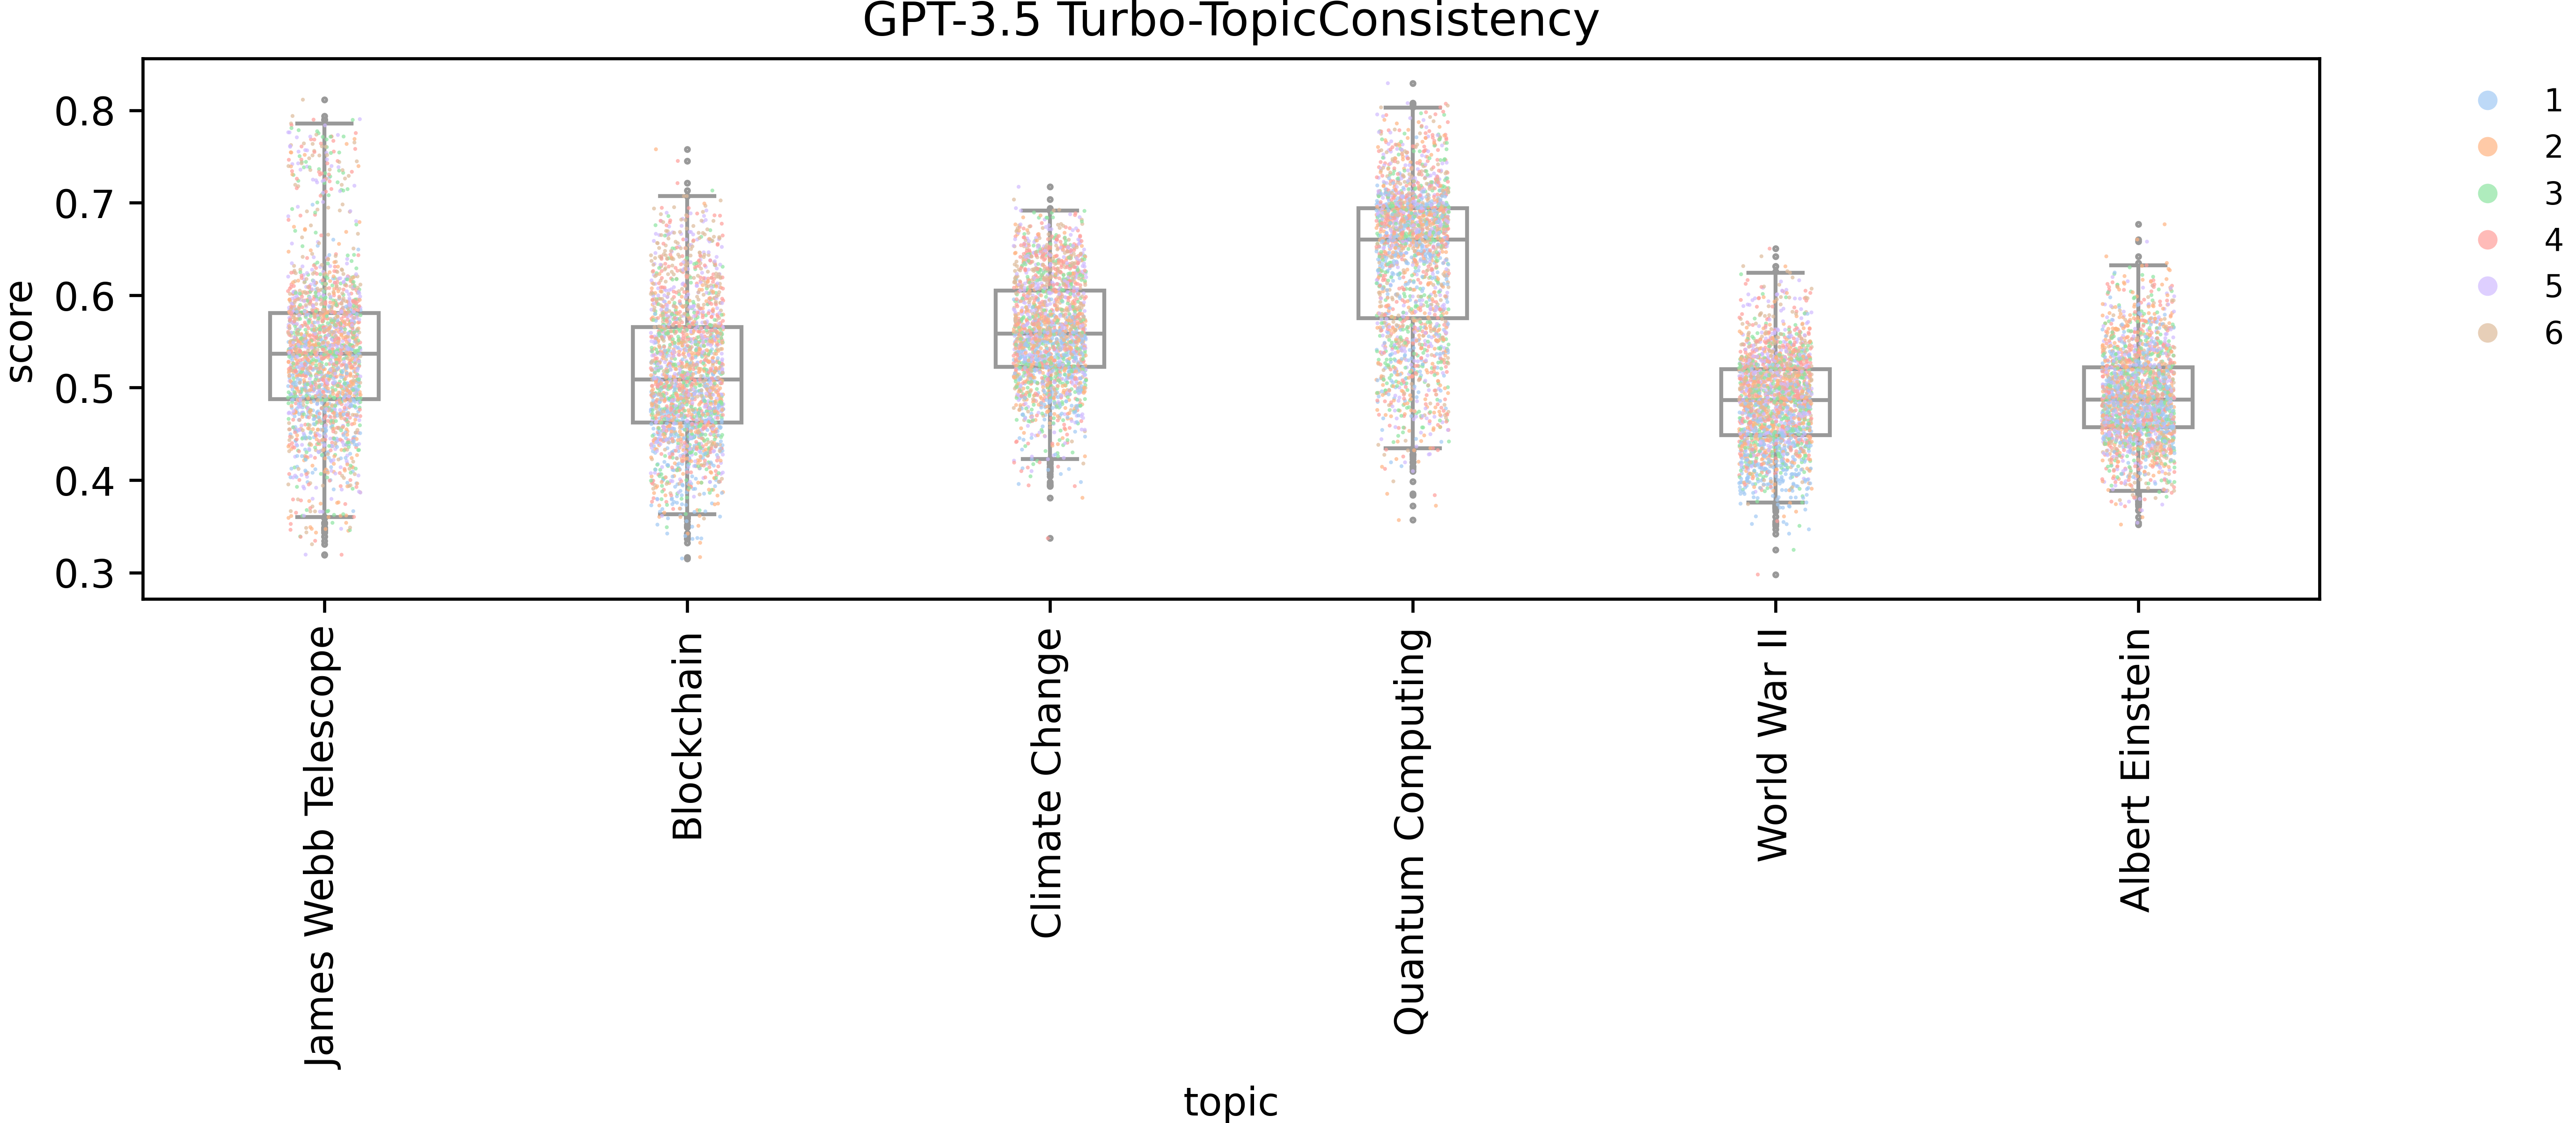 GPT-3.5 Turbo-TopicConsistency
score
0.8
0.7
0.6
0.5
0.4
0.3
James Webb Telescope
Blockchain
Climate Change
Quantum Computing
World War II
Albert Einstein
topic
1
2
3
4
5
6